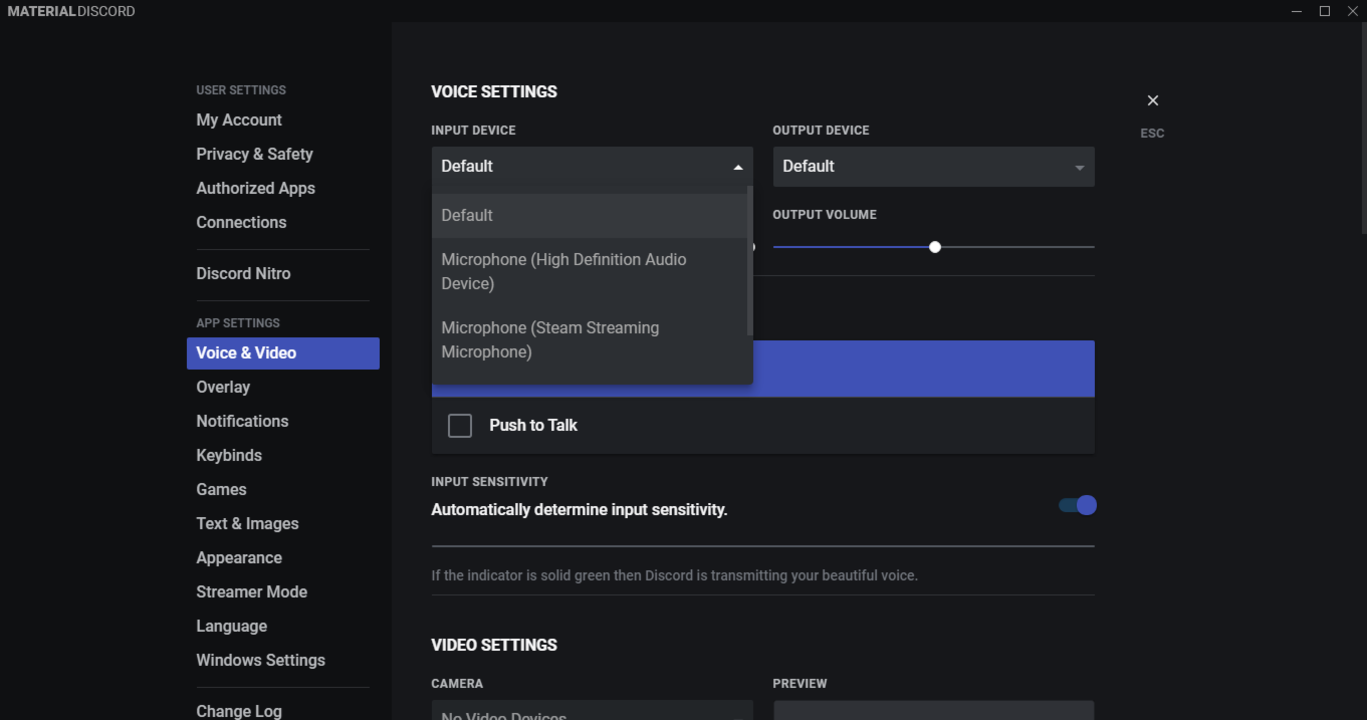 MATERIALDISCORD
USER SETTINGS
My Account
Privacy & Safety
Authorized Apps
Connections
Discord Nitro
APP SETTINGS
Voice & Video
Overlay
Notifications
Keybinds
Games
Text & Images
Appearance
Streamer Mode
Language
Windows Settings
Change Log
VOICE SETTINGS
INPUT DEVICE
Default
Default
Microphone (High Definition Audio
Device)
Microphone (Steam Streaming
Microphone)
OUTPUT DEVICE
Default
OUTPUT VOLUME
Push to Talk
INPUT SENSITIVITY
Automatically determine input sensitivity.
If the indicator is solid green then Discord is transmitting your beautiful voice.
VIDEO SETTINGS
CAMERA
No Video Devices
PREVIEW
ESC